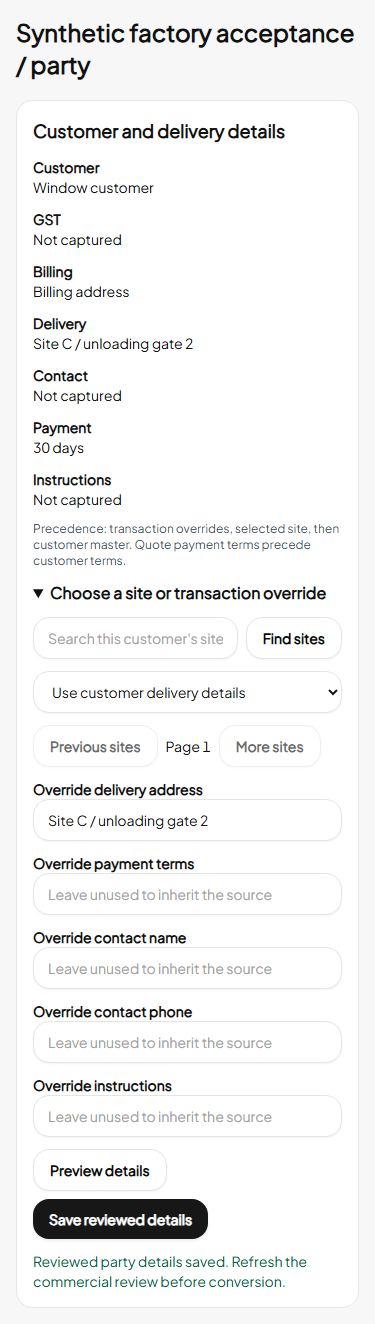 Synthetic factory acceptance
/ party
Customer and delivery details
Customer
Window customer
GST
Not captured
Billing
Billing address
Delivery
Site C / unloading gate 2
Contact
Not captured
Payment
30 days
Instructions
Not captured
Precedence: transaction overrides, selected site, then
customer master. Quote payment terms precede
customer terms.
▼ Choose a site or transaction override
Search this customer's site
Find sites
Use customer delivery details
Previous sites
Page 1
More sites
Override delivery address
Site C / unloading gate 2
Override payment terms
Leave unused to inherit the source
Override contact name
Leave unused to inherit the source
Override contact phone
Leave unused to inherit the source
Override instructions
Leave unused to inherit the source
Preview details
Save reviewed details
Reviewed party details saved. Refresh the
commercial review before conversion.